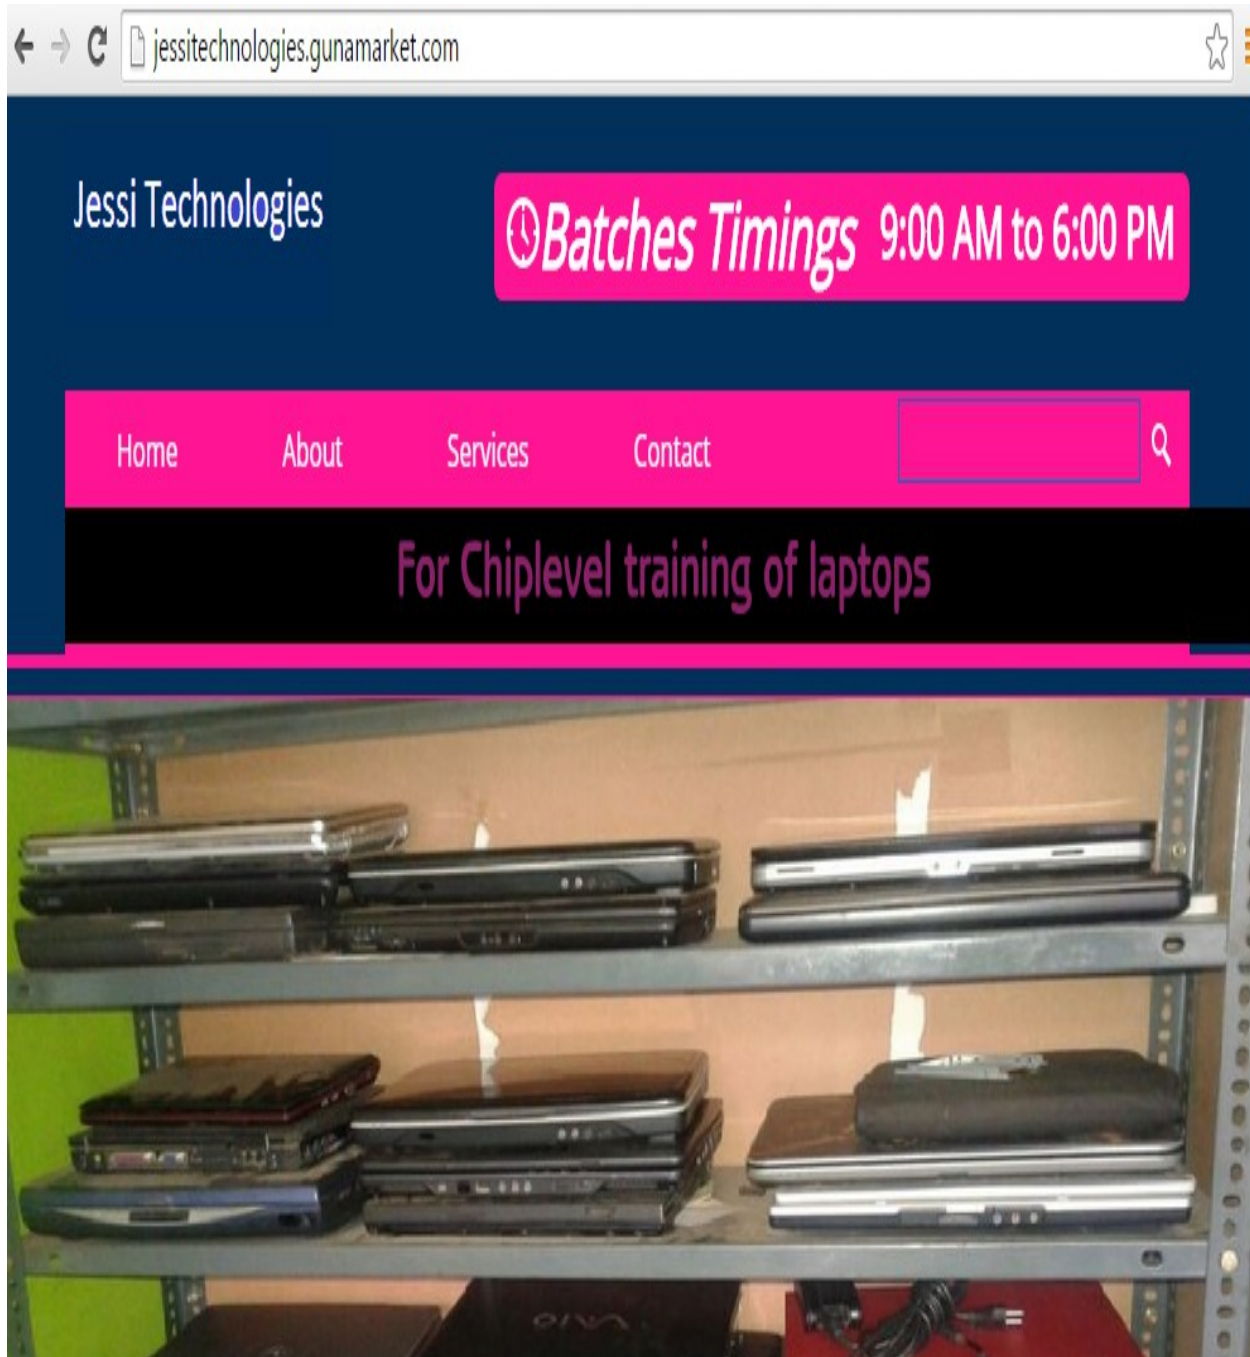 jessitechnologies.gunamarket.com
Jessi Technologies
Batches Timings 9:00 AM to 6:00 PM
Home About Services Contact
For Chiplevel training of laptops
VAIO